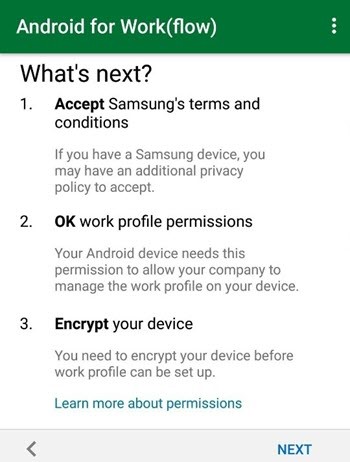 Android for Work(flow)
What's next?
1. Accept Samsung's terms and
conditions
If you have a Samsung device, you
may have an additional privacy
policy to accept.
2. OK work profile permissions
Your Android device needs this
permission to allow your company to
manage the work profile on your device.
3. Encrypt your device
You need to encrypt your device before
work profile can be set up.
Learn more about permissions
NEXT